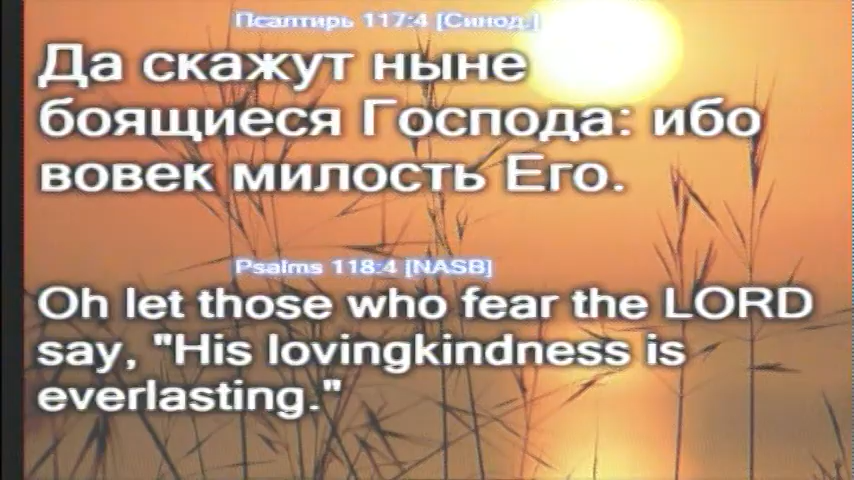 Псалтирь 117:4 [Синод.]
Да скажут ныне
боящиеся Господа: ибо
вовек милость Его.
Psalms 118:4 [NASB]
Oh let those who fear the LORD
say, "His lovingkindness is
everlasting."